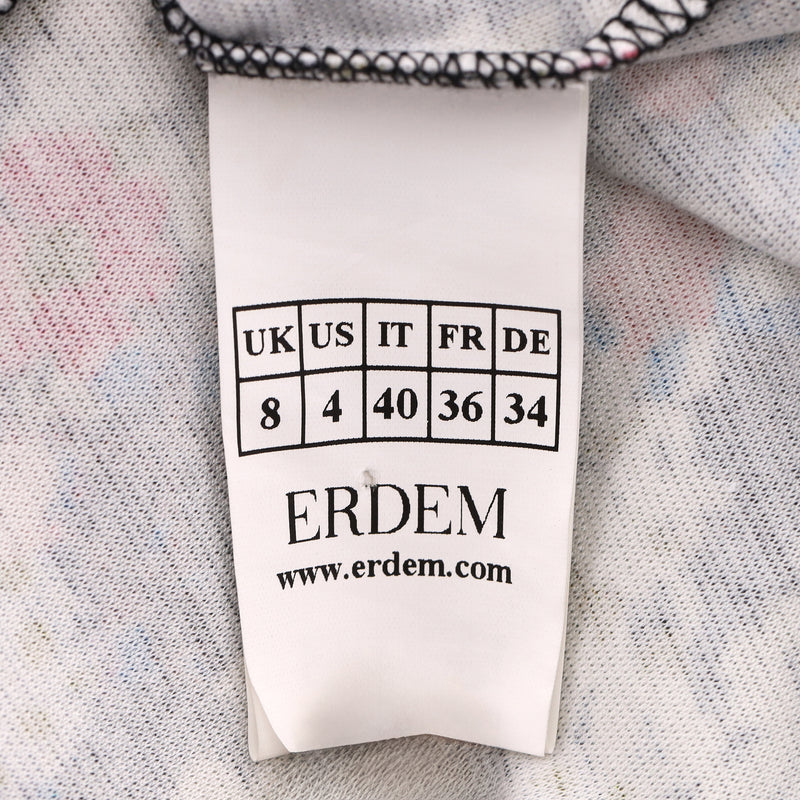 UK US IT FR DE
8 4 40 36 34
ERDEM
www.erdem.com